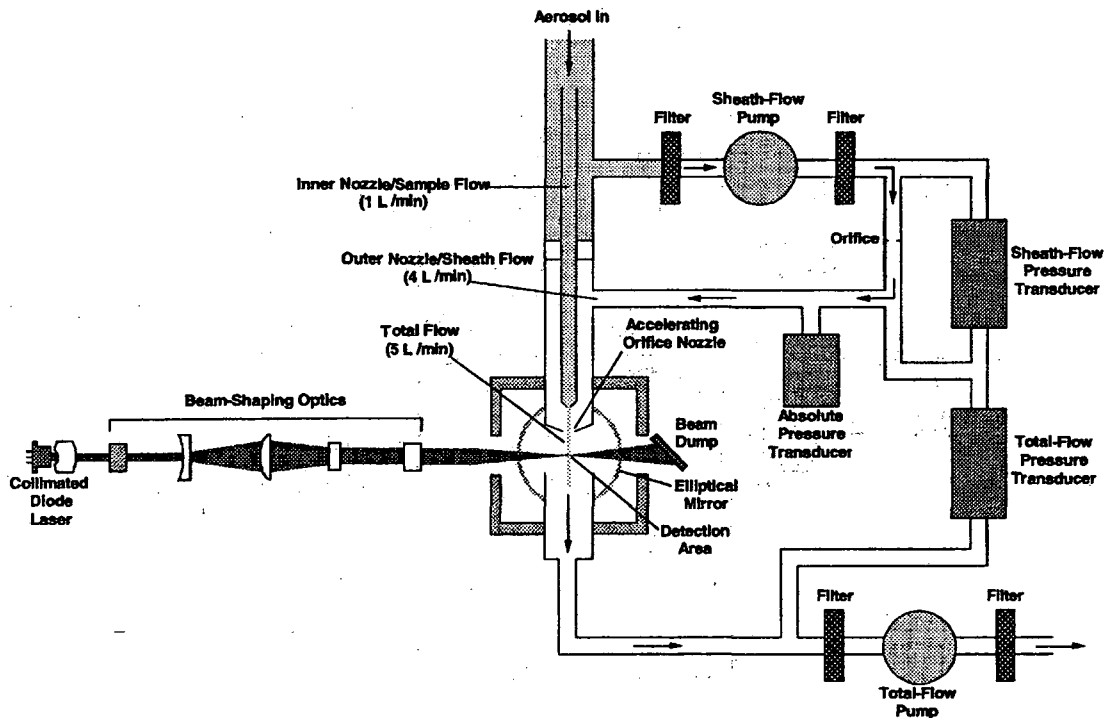 Aerosol In
Sheath-Flow
Pump
Filter
Filter
Inner Nozzle/Sample Flow
(1 L/min)
Orifice
Outer Nozzle/Sheath Flow
(4 L/min)
Sheath-Flow
Pressure
Transducer
Total Flow
(5 L/min)
Accelerating
Orifice Nozzle
Beam-Shaping Optics
Absolute
Pressure
Transducer
Beam
Dump
Total-Flow
Pressure
Transducer
Collimated
Diode
Laser
Elliptical
Mirror
Detection
Area
Filter
Filter
Total-Flow
Pump